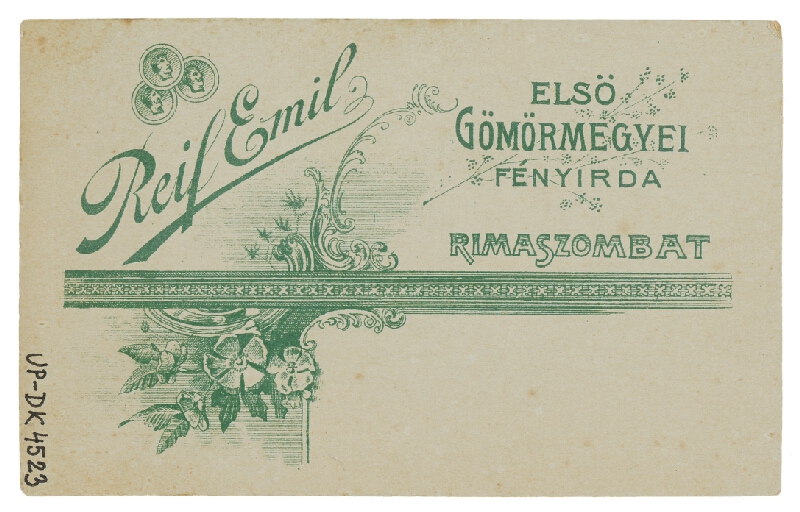 Reif Emil
ELSÖ
GÖMÖRMEGYEI
FÉNYIRDA
RIMASZOMBAT
UP-DK 4523